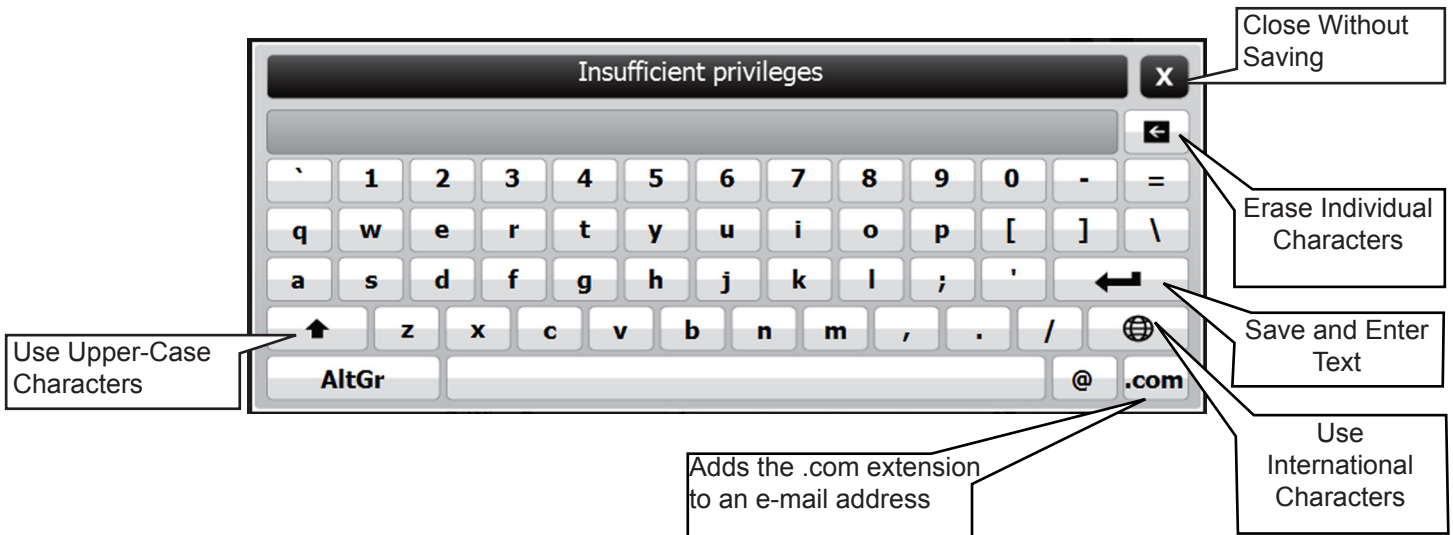 Close Without
Saving
Insufficient privileges
X
` 1 2 3 4 5 6 7 8 9 0 - =
q w e r t y u i o p [ ] \
Erase Individual
Characters
a s d f g h j k l ; '
z x c v b n m , . /
Use Upper-Case
Characters
Save and Enter
Text
AltGr @ .com
Use
International
Characters
Adds the .com extension
to an e-mail address